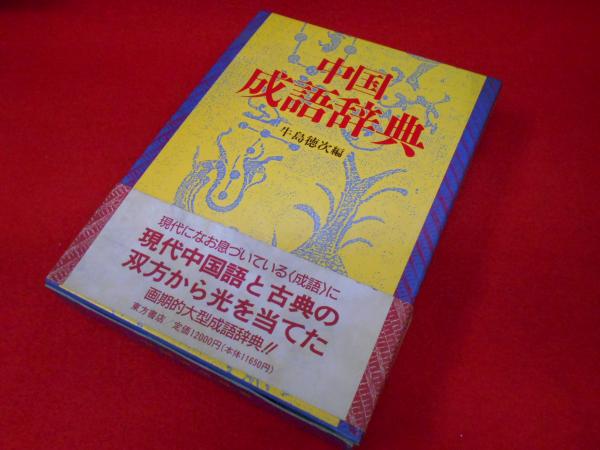 中国
成語辞典
牛島徳次編
現代になお息づいている〈成語〉に
現代中国語と古典の
双方から光を当てた
画期的大型成語辞典!!
東方書店/定価12000円(本体11650円)